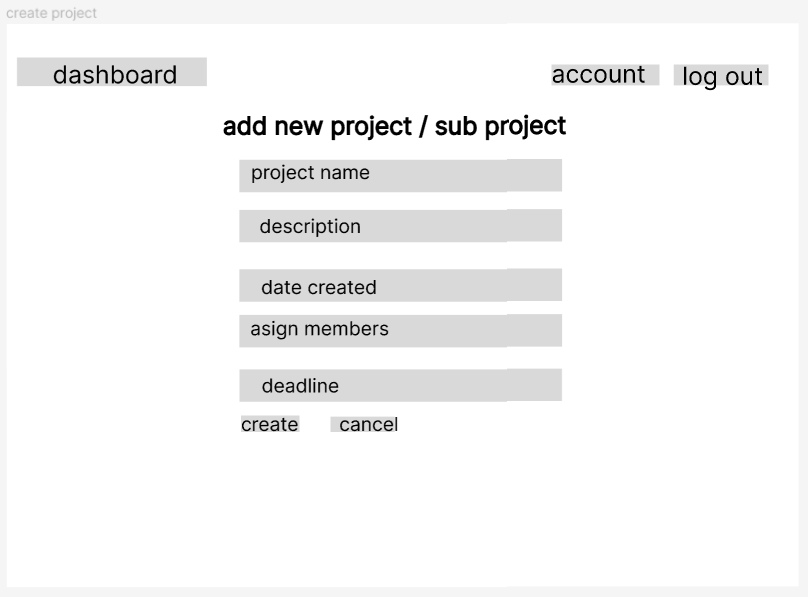 create project
dashboard
account
log out
add new project / sub project
project name
description
date created
asign members
deadline
create
cancel